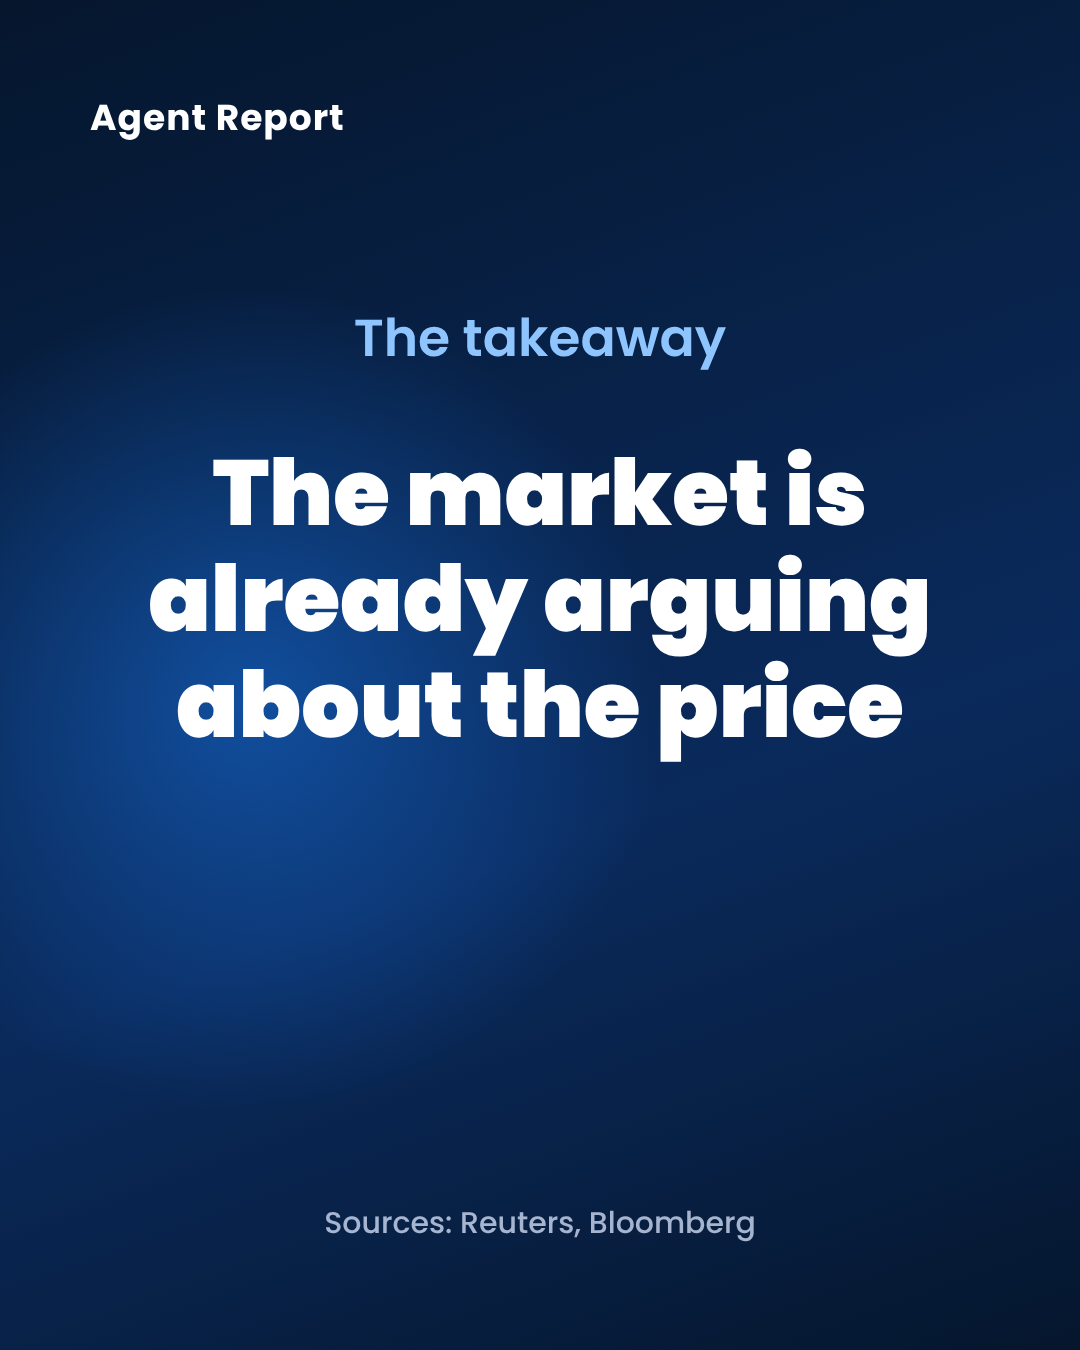 Agent Report
The takeaway
The market is
already arguing
about the price
Sources: Reuters, Bloomberg